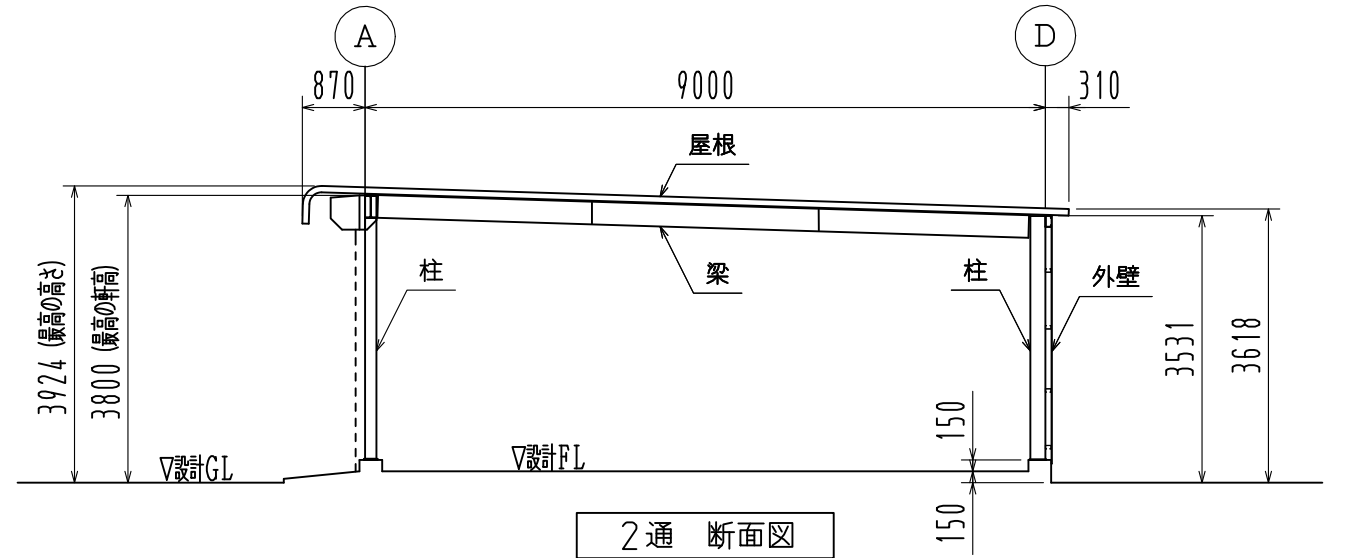 A
D
870
9000
310
屋根
柱
梁
柱
外壁
3924 (最高の高さ)
3800 (最高の軒高)
3531
3618
150
150
▽設計GL
▽設計FL
2通 断面図